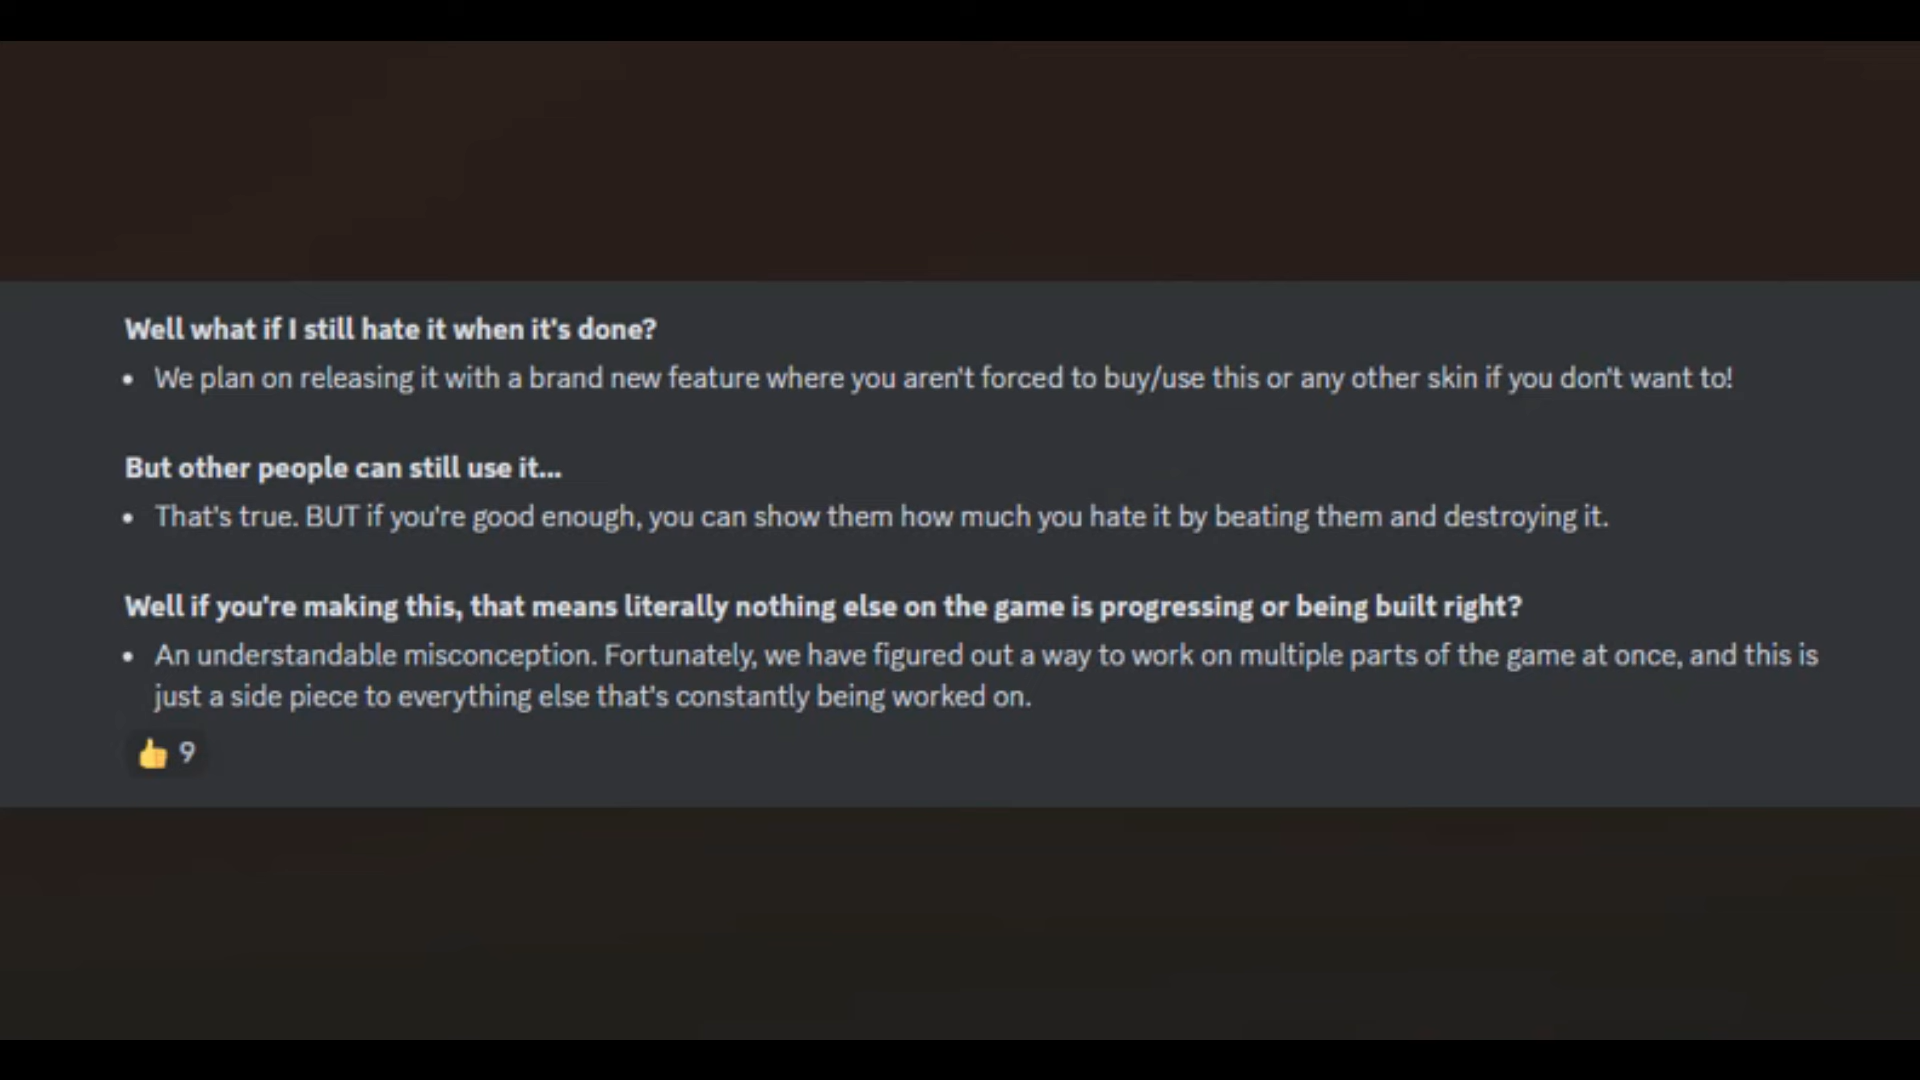 Well what if I still hate it when it's done?
• We plan on releasing it with a brand new feature where you aren't forced to buy/use this or any other skin if you don't want to!
But other people can still use it...
• That's true. BUT if you're good enough, you can show them how much you hate it by beating them and destroying it.
Well if you're making this, that means literally nothing else on the game is progressing or being built right?
• An understandable misconception. Fortunately, we have figured out a way to work on multiple parts of the game at once, and this is
just a side piece to everything else that's constantly being worked on.
👍 9